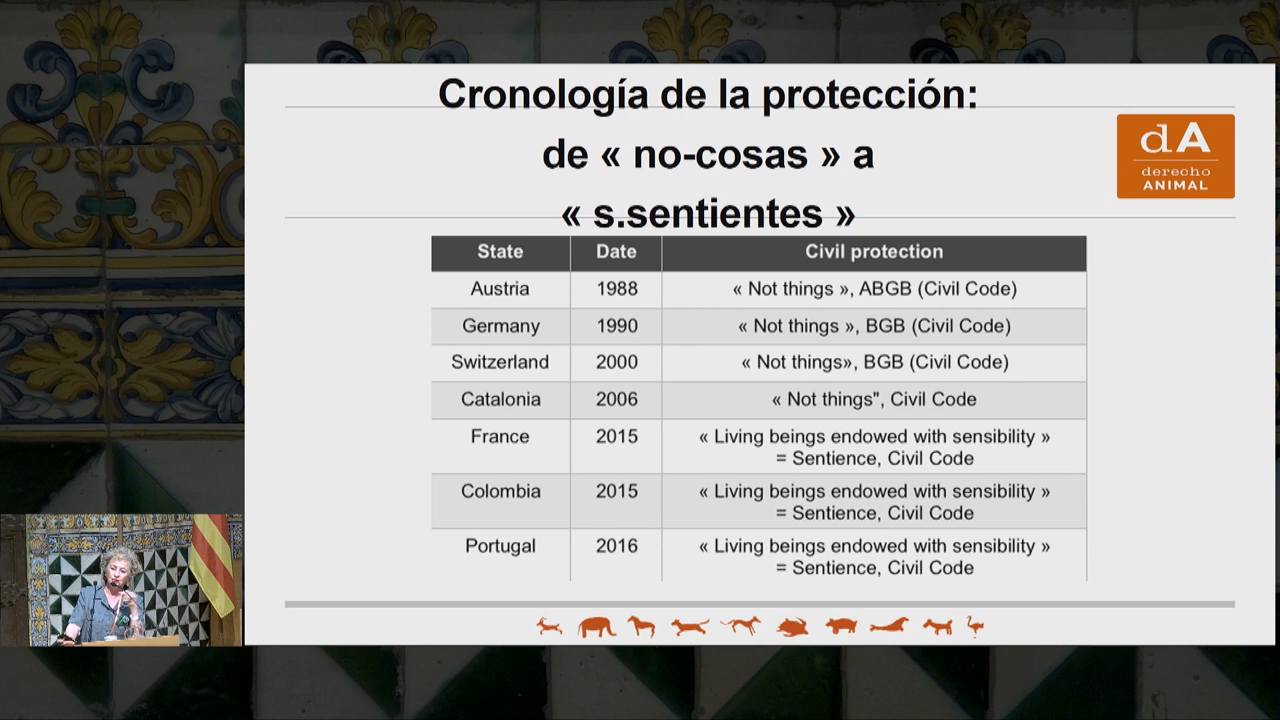 Cronología de la protección:
de « no-cosas » a
« s.sentientes »
dA
derecho
ANIMAL
State Date Civil protection
Austria 1988 « Not things », ABGB (Civil Code)
Germany 1990 « Not things », BGB (Civil Code)
Switzerland 2000 « Not things», BGB (Civil Code)
Catalonia 2006 « Not things", Civil Code
France 2015 « Living beings endowed with sensibility »
= Sentience, Civil Code
Colombia 2015 « Living beings endowed with sensibility »
= Sentience, Civil Code
Portugal 2016 « Living beings endowed with sensibility »
= Sentience, Civil Code